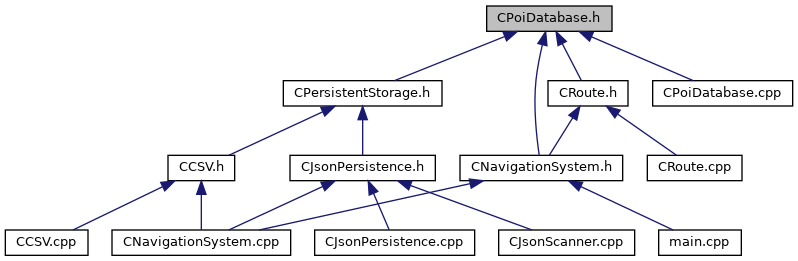 CPoiDatabase.h
CPersistentStorage.h
CRoute.h
CPoiDatabase.cpp
CCSV.h
CJsonPersistence.h
CNavigationSystem.h
CRoute.cpp
CCSV.cpp
CNavigationSystem.cpp
CJsonPersistence.cpp
CJsonScanner.cpp
main.cpp